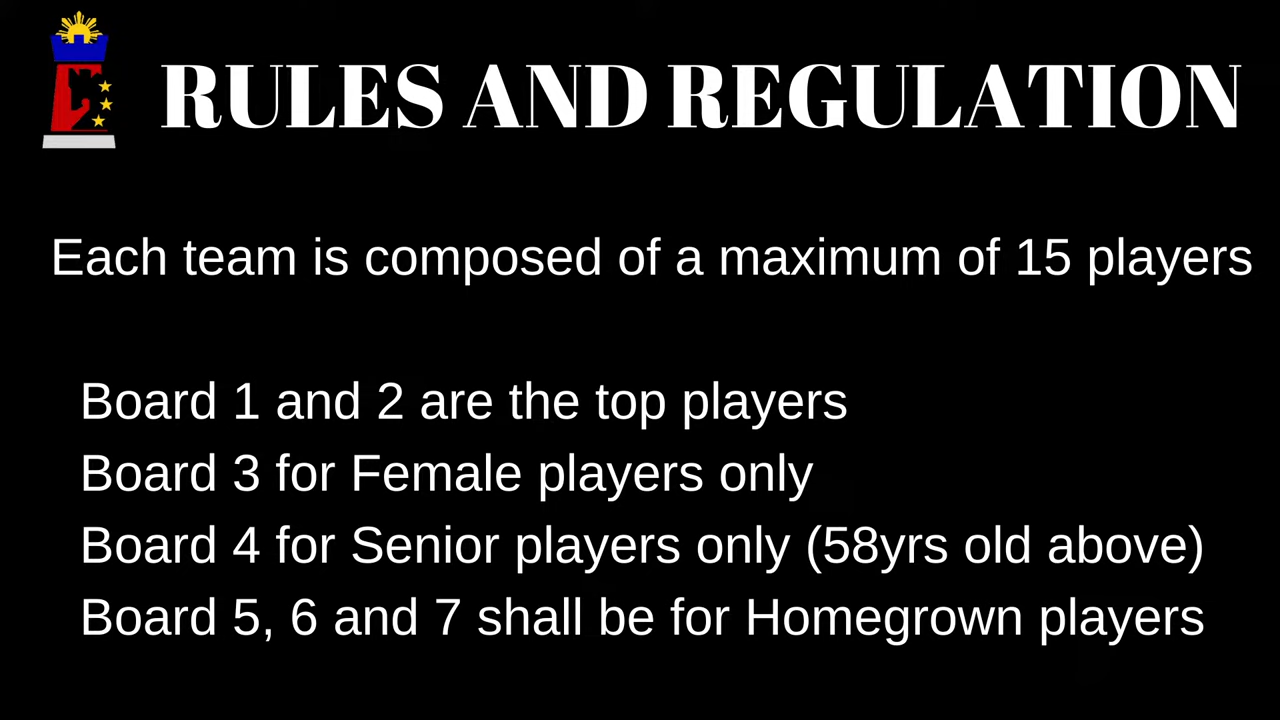 RULES AND REGULATION
Each team is composed of a maximum of 15 players
Board 1 and 2 are the top players
Board 3 for Female players only
Board 4 for Senior players only (58yrs old above)
Board 5, 6 and 7 shall be for Homegrown players